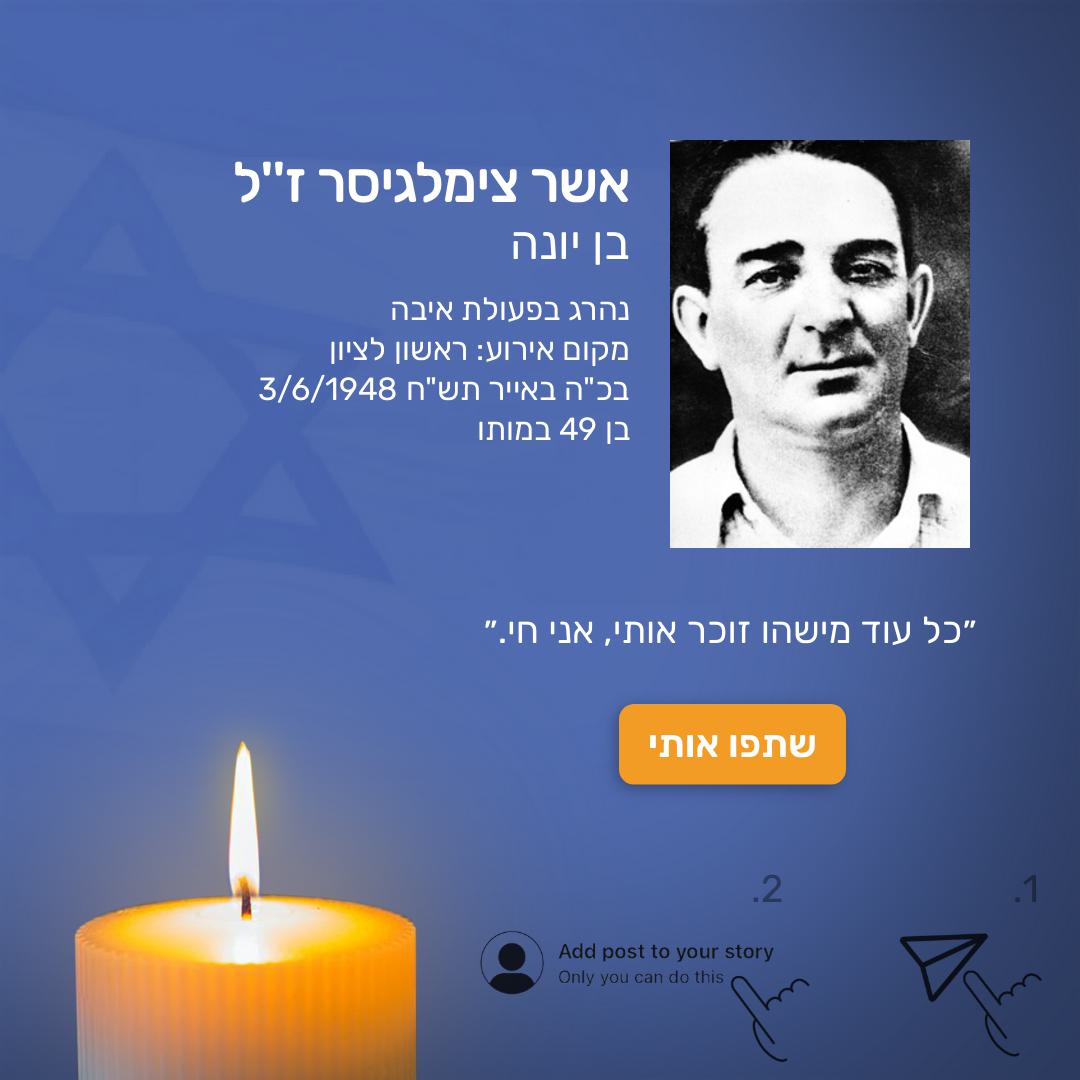 אשר צימלגיסר ז''ל
בן יונה
נהרג בפעולת איבה
מקום אירוע: ראשון לציון
בכ"ה באייר תש"ח 3/6/1948
בן 49 במותו
״כל עוד מישהו זוכר אותי, אני חי.״
שתפו אותי
1.
2.
Add post to your story
Only you can do this